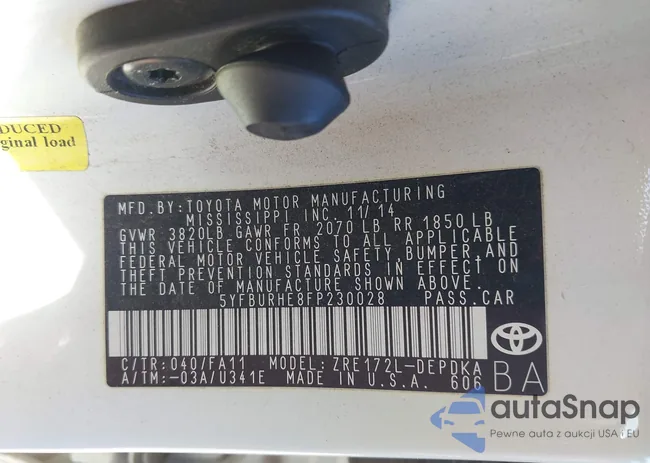 DUCED
ginal load
MFD.BY: TOYOTA MOTOR MANUFACTURING
MISSISSIPPI INC. 11/14
GVWR 3820LB GAWR FR 2070 LB RR 1850 LB
THIS VEHICLE CONFORMS TO ALL APPLICABLE
FEDERAL MOTOR VEHICLE SAFETY,BUMPER,AND
THEFT PREVENTION STANDARDS IN EFFECT ON
THE DATE OF MANUFACTURE SHOWN ABOVE.
5YFBURHE8FP230028 PASS.CAR
C/TR: 040/FA11 MODEL: ZRE172L-DEPDKA
A/TM: -03A/U341E MADE IN U.S.A. 606
BA
autaSnap
Pewne auta z aukcji USA i EU